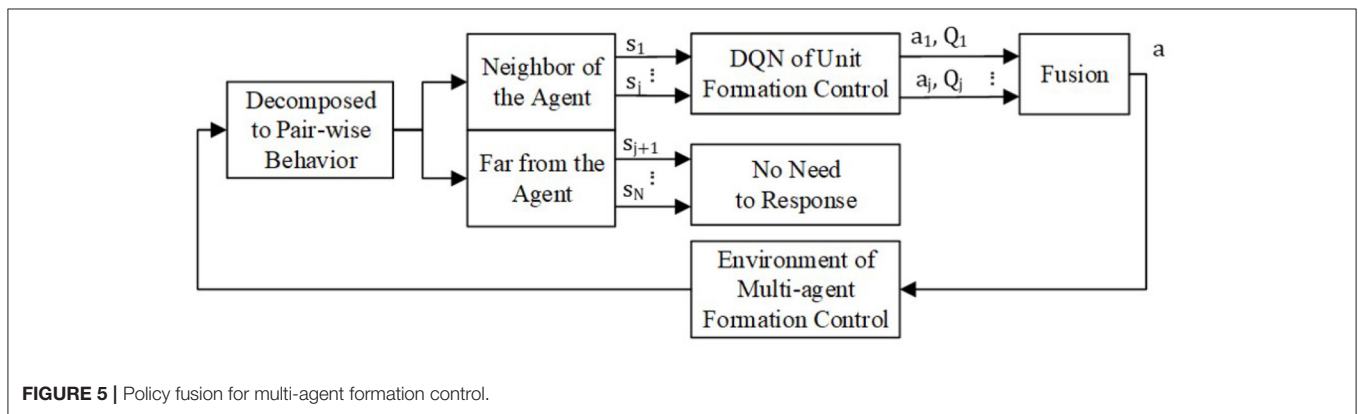 Decomposed
to Pair-wise
Behavior
Neighbor of
the Agent
Far from the
Agent
s₁
sⱼ ⋮
sⱼ₊₁
⋮
s_N
DQN of Unit
Formation Control
No Need
to Response
a₁, Q₁
aⱼ, Qⱼ ⋮
Fusion
a
Environment of
Multi-agent
Formation Control
FIGURE 5 | Policy fusion for multi-agent formation control.